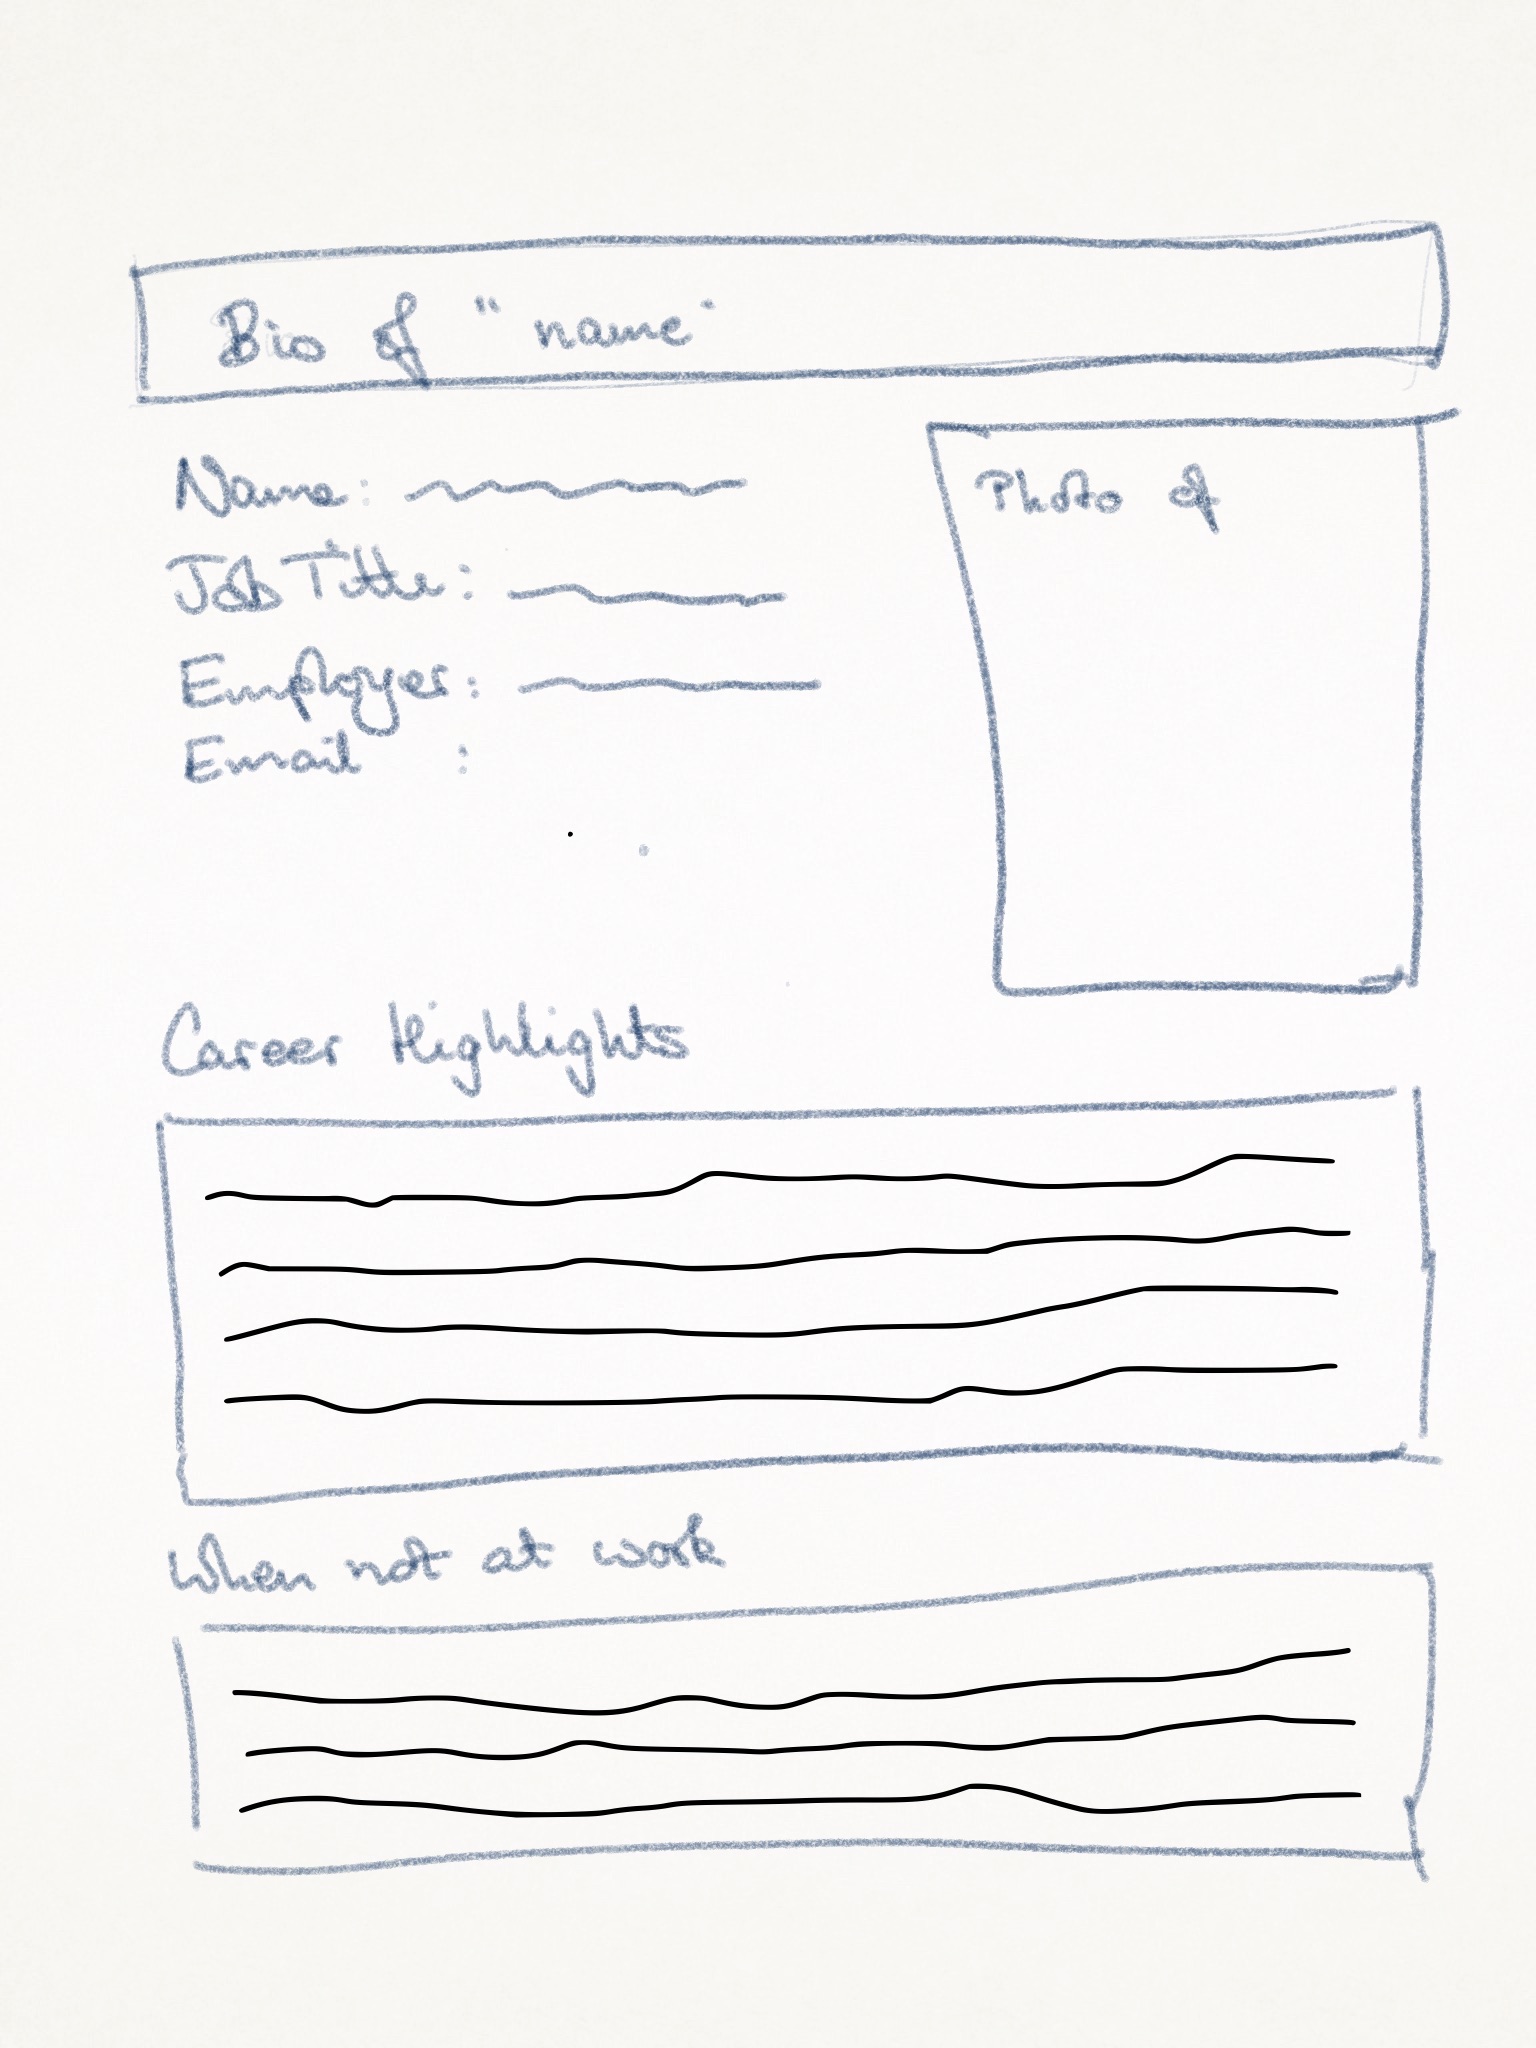 Bio of "name"
Name:
Photo of
Job Title:
Employer:
Email :
Career Highlights
When not at work